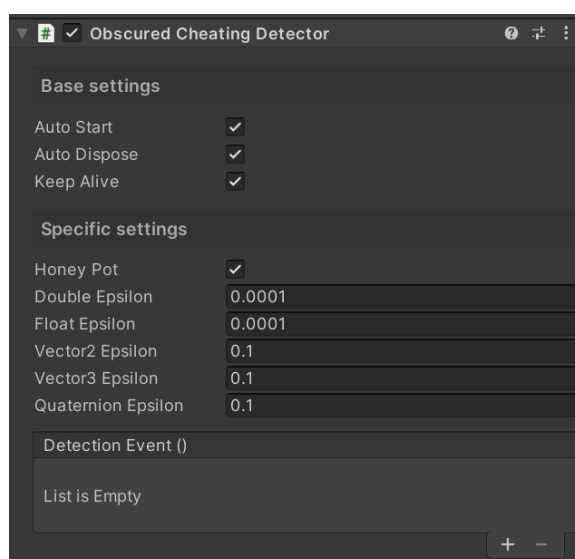 Obscured Cheating Detector
Base settings
Auto Start
Auto Dispose
Keep Alive
Specific settings
Honey Pot
Double Epsilon 0.0001
Float Epsilon 0.0001
Vector2 Epsilon 0.1
Vector3 Epsilon 0.1
Quaternion Epsilon 0.1
Detection Event ()
List is Empty